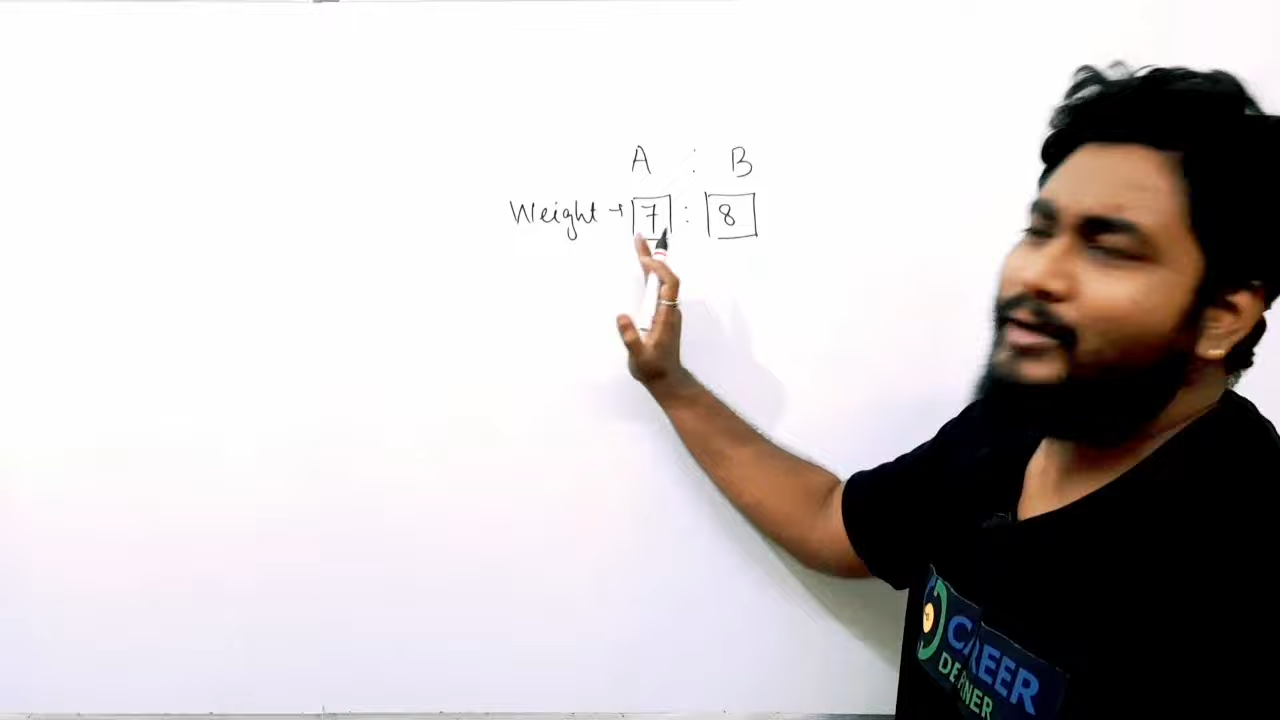 A : B
Weight → 7 : 8
CAREER
DEFINER